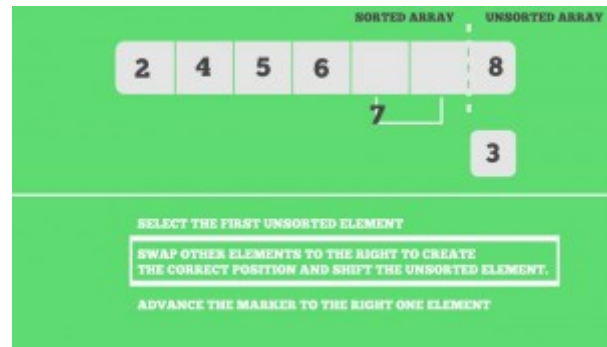 SORTED ARRAY UNSORTED ARRAY
2 4 5 6 8
7
3
SELECT THE FIRST UNSORTED ELEMENT
SWAP OTHER ELEMENTS TO THE RIGHT TO CREATE
THE CORRECT POSITION AND SHIFT THE UNSORTED ELEMENT.
ADVANCE THE MARKER TO THE RIGHT ONE ELEMENT